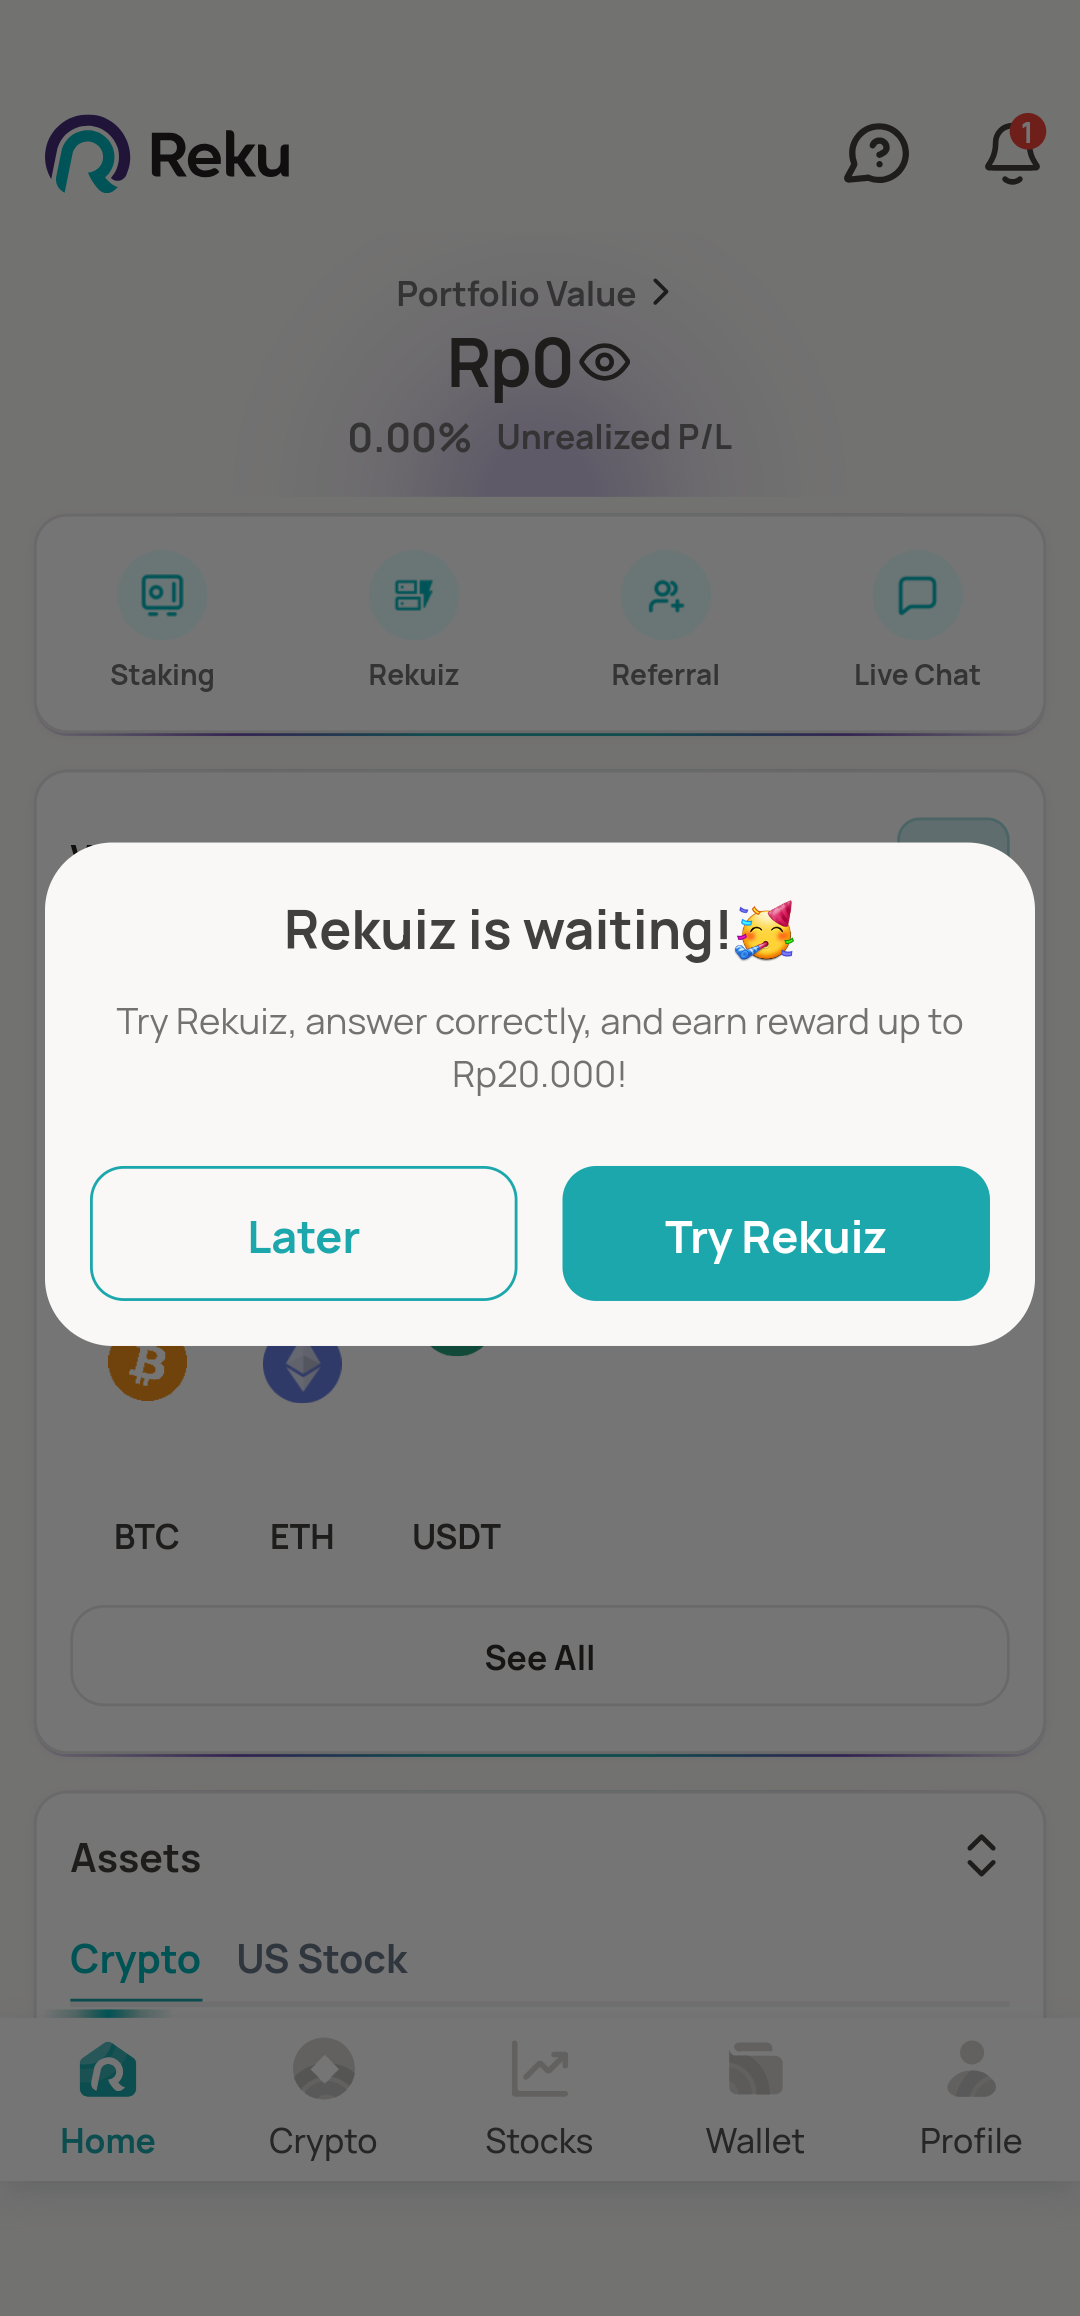 Reku
1
Portfolio Value
Rp0
0.00% Unrealized P/L
Staking
Rekuiz
Referral
Live Chat
Rekuiz is waiting!🥳
Try Rekuiz, answer correctly, and earn reward up to
Rp20.000!
Later
Try Rekuiz
BTC
ETH
USDT
See All
Assets
Crypto
US Stock
Home
Crypto
Stocks
Wallet
Profile